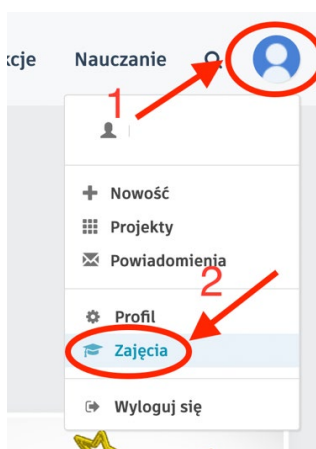 kcje Nauczanie
1
+ Nowość
Projekty
Powiadomienia
2
Profil
Zajęcia
Wyloguj się